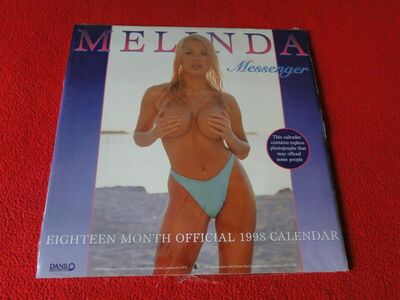 MELINDA
Messenger
This calendar
contains topless
photographs that
may offend
some people
EIGHTEEN MONTH OFFICIAL 1998 CALENDAR
DANILO